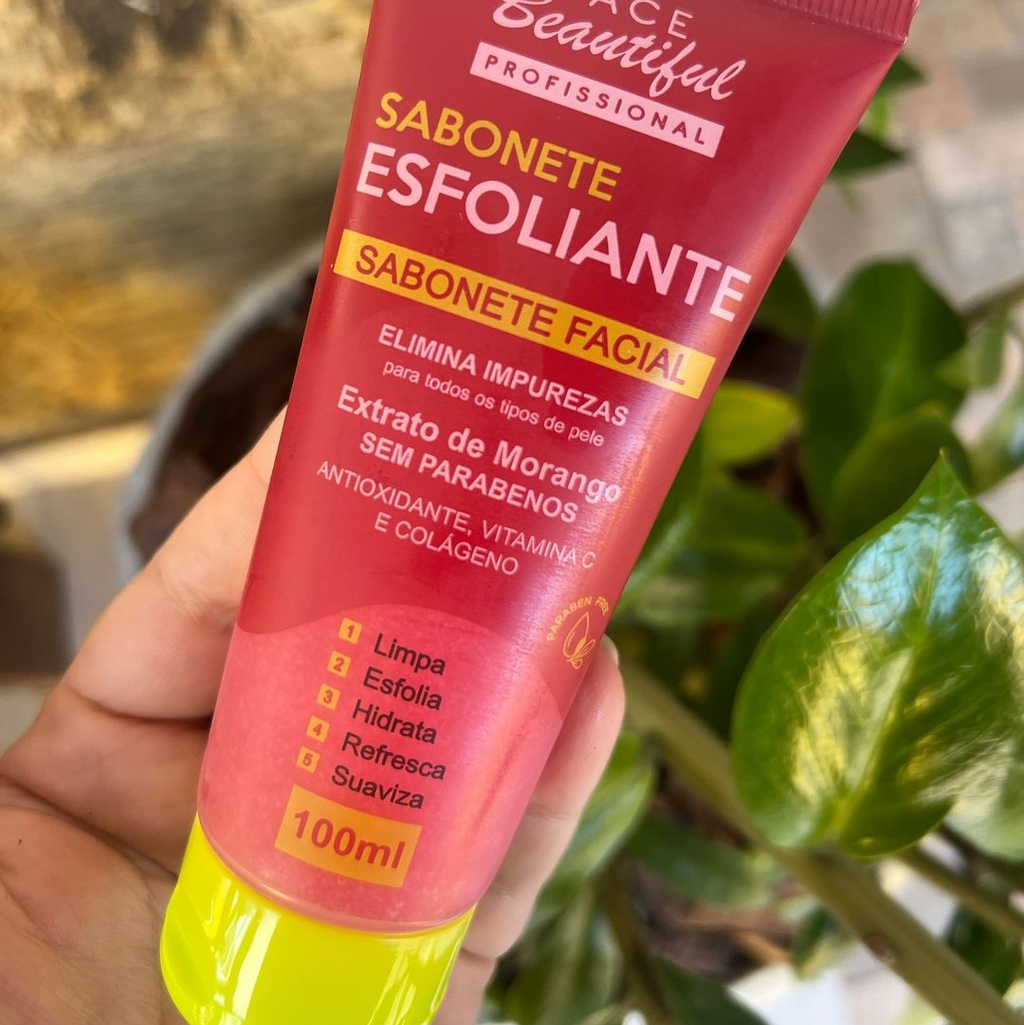 ACE
Beautiful
PROFISSIONAL
SABONETE
ESFOLIANTE
SABONETE FACIAL
ELIMINA IMPUREZAS
para todos os tipos de pele
Extrato de Morango
SEM PARABENOS
ANTIOXIDANTE, VITAMINA C
E COLÁGENO
PARABEN FREE
1 Limpa
2 Esfolia
3 Hidrata
4 Refresca
5 Suaviza
100ml